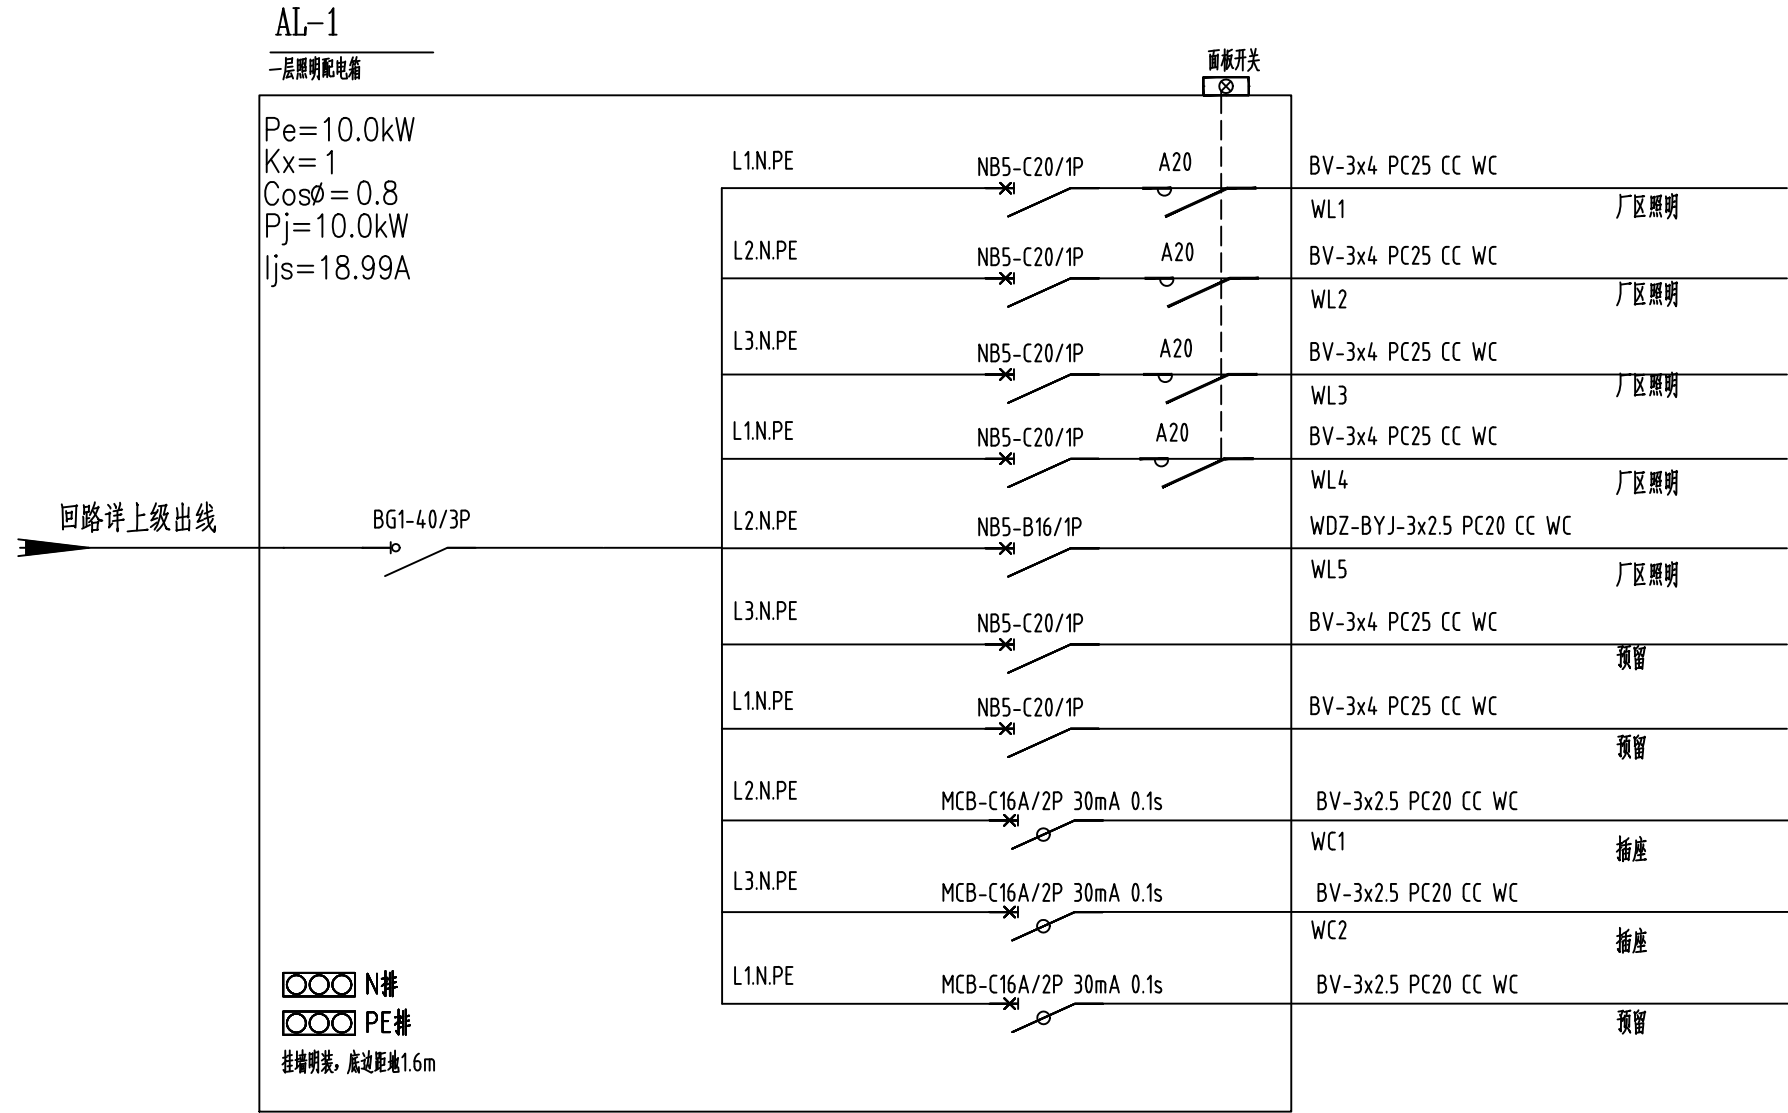 AL-1
一层照明配电箱
面板开关
Pe=10.0kW
Kx=1
Cosø=0.8
Pj=10.0kW
Ijs=18.99A
L1.N.PE NB5-C20/1P A20 BV-3x4 PC25 CC WC
WL1 厂区照明
L2.N.PE NB5-C20/1P A20 BV-3x4 PC25 CC WC
WL2 厂区照明
L3.N.PE NB5-C20/1P A20 BV-3x4 PC25 CC WC
WL3 厂区照明
L1.N.PE NB5-C20/1P A20 BV-3x4 PC25 CC WC
WL4 厂区照明
回路详上级出线 BG1-40/3P L2.N.PE NB5-B16/1P WDZ-BYJ-3x2.5 PC20 CC WC
WL5 厂区照明
L3.N.PE NB5-C20/1P BV-3x4 PC25 CC WC
预留
L1.N.PE NB5-C20/1P BV-3x4 PC25 CC WC
预留
L2.N.PE MCB-C16A/2P 30mA 0.1s BV-3x2.5 PC20 CC WC
WC1 插座
L3.N.PE MCB-C16A/2P 30mA 0.1s BV-3x2.5 PC20 CC WC
WC2 插座
L1.N.PE MCB-C16A/2P 30mA 0.1s BV-3x2.5 PC20 CC WC
预留
N排
PE排
挂墙明装，底边距地1.6m